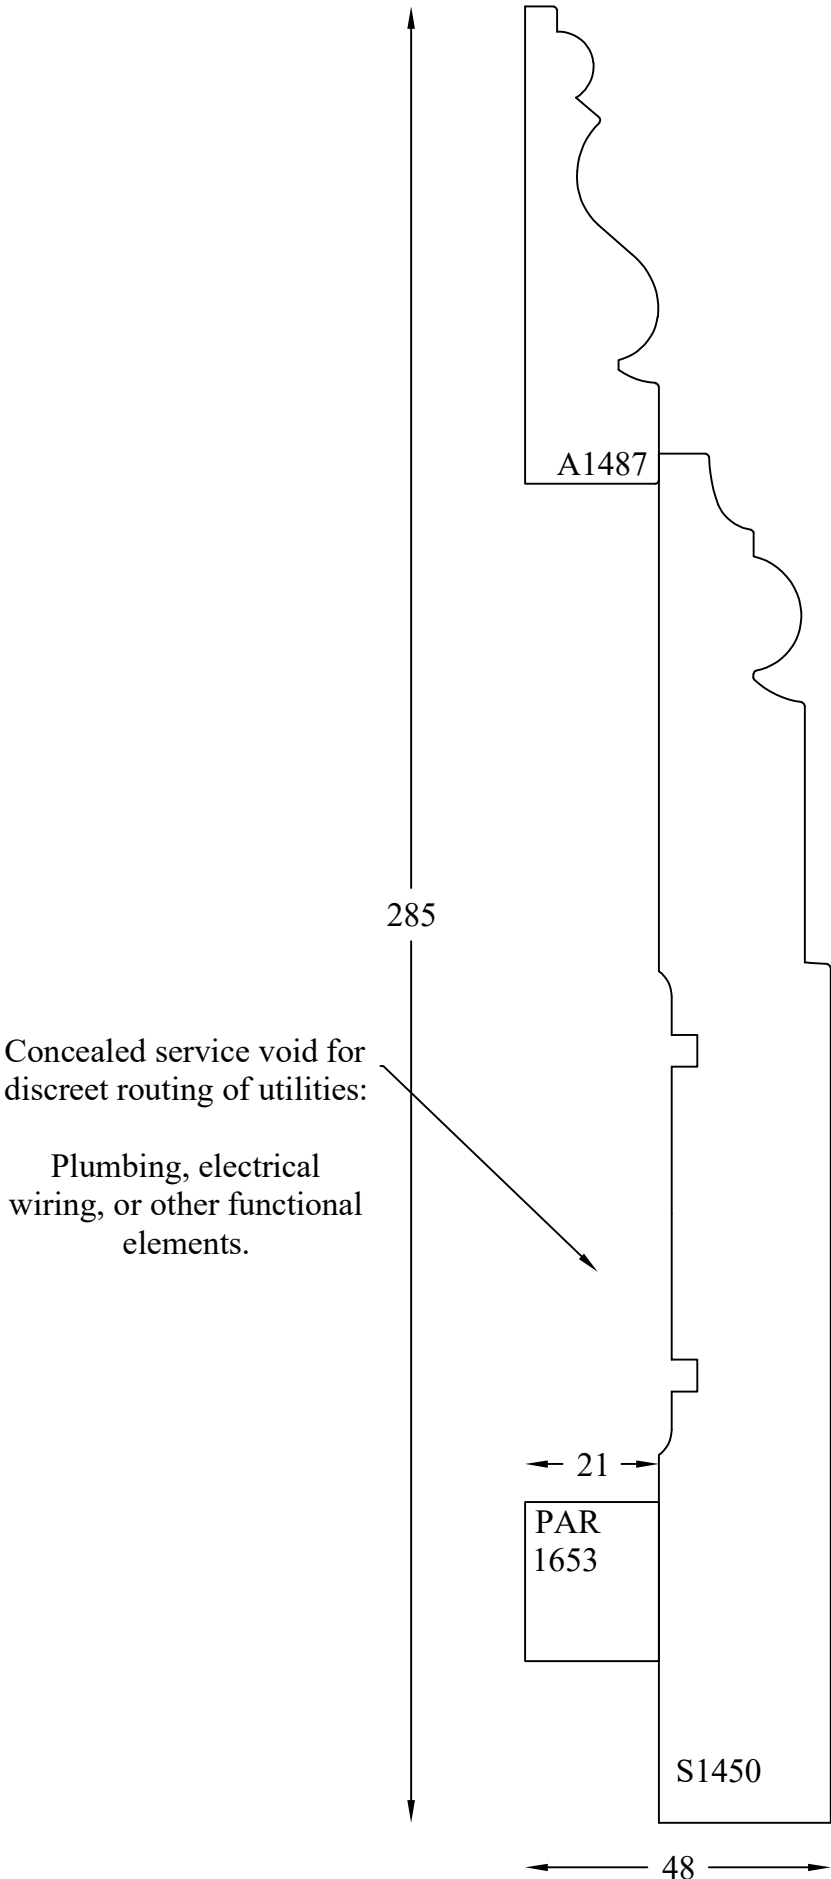 A1487
285
Concealed service void for
discreet routing of utilities:
Plumbing, electrical
wiring, or other functional
elements.
21
PAR
1653
S1450
48